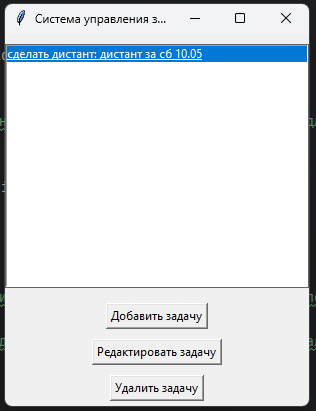 Система управления з...
сделать дистант: дистант за сб 10.05
Добавить задачу
Редактировать задачу
Удалить задачу